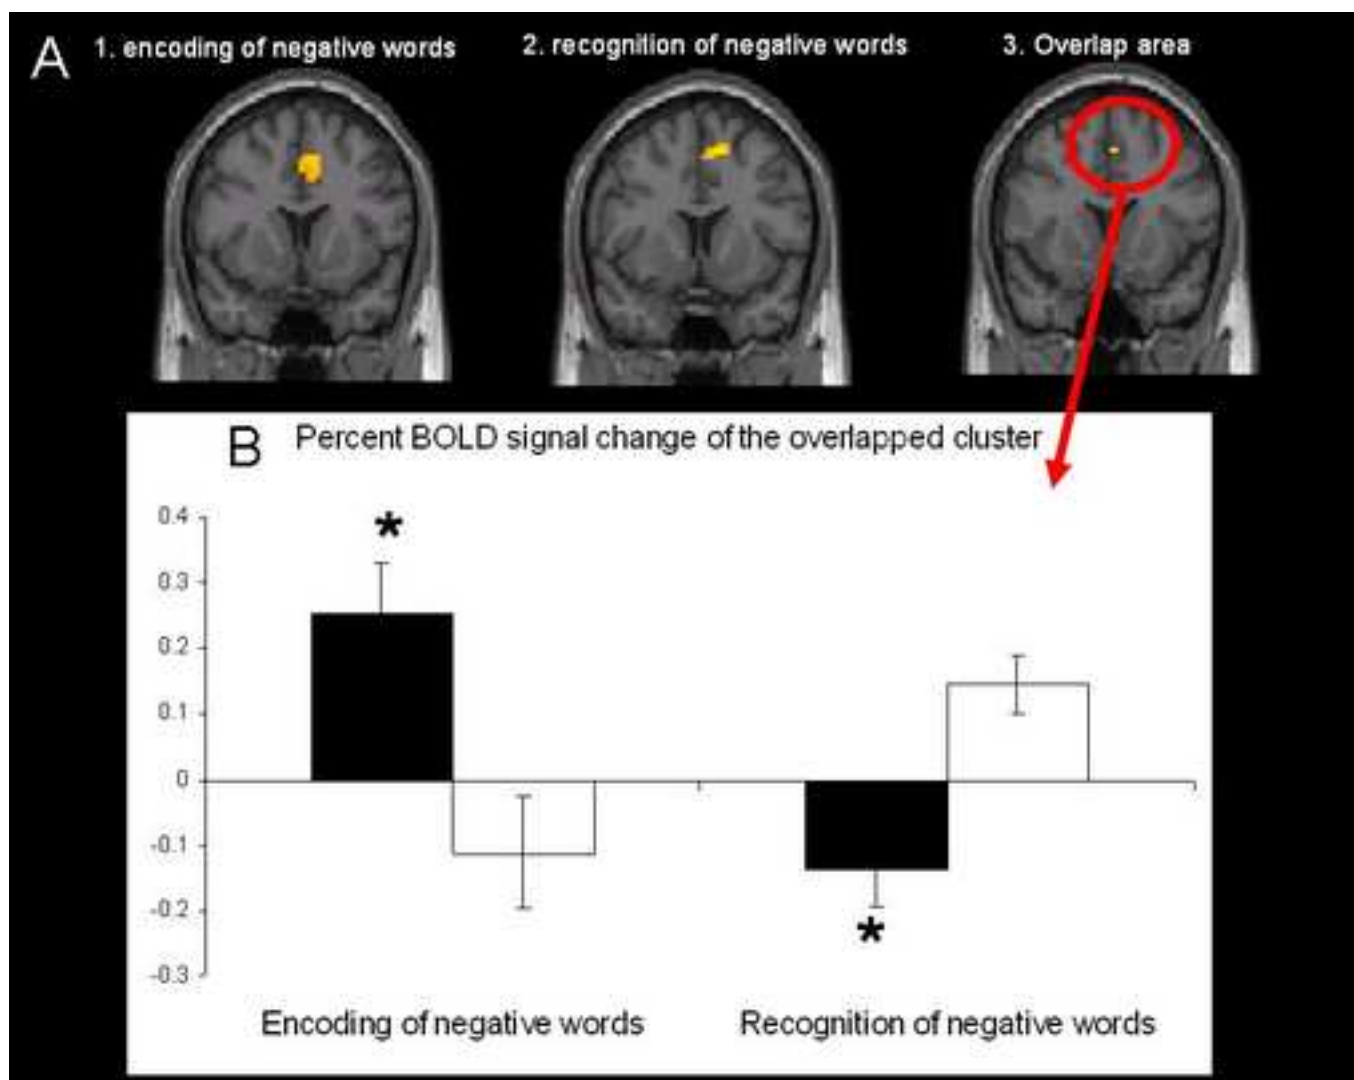 A
1. encoding of negative words
2. recognition of negative words
3. Overlap area
B
Percent BOLD signal change of the overlapped cluster
0.4
*
0.3
0.2
0.1
0
-0.1
-0.2
*
-0.3
Encoding of negative words
Recognition of negative words